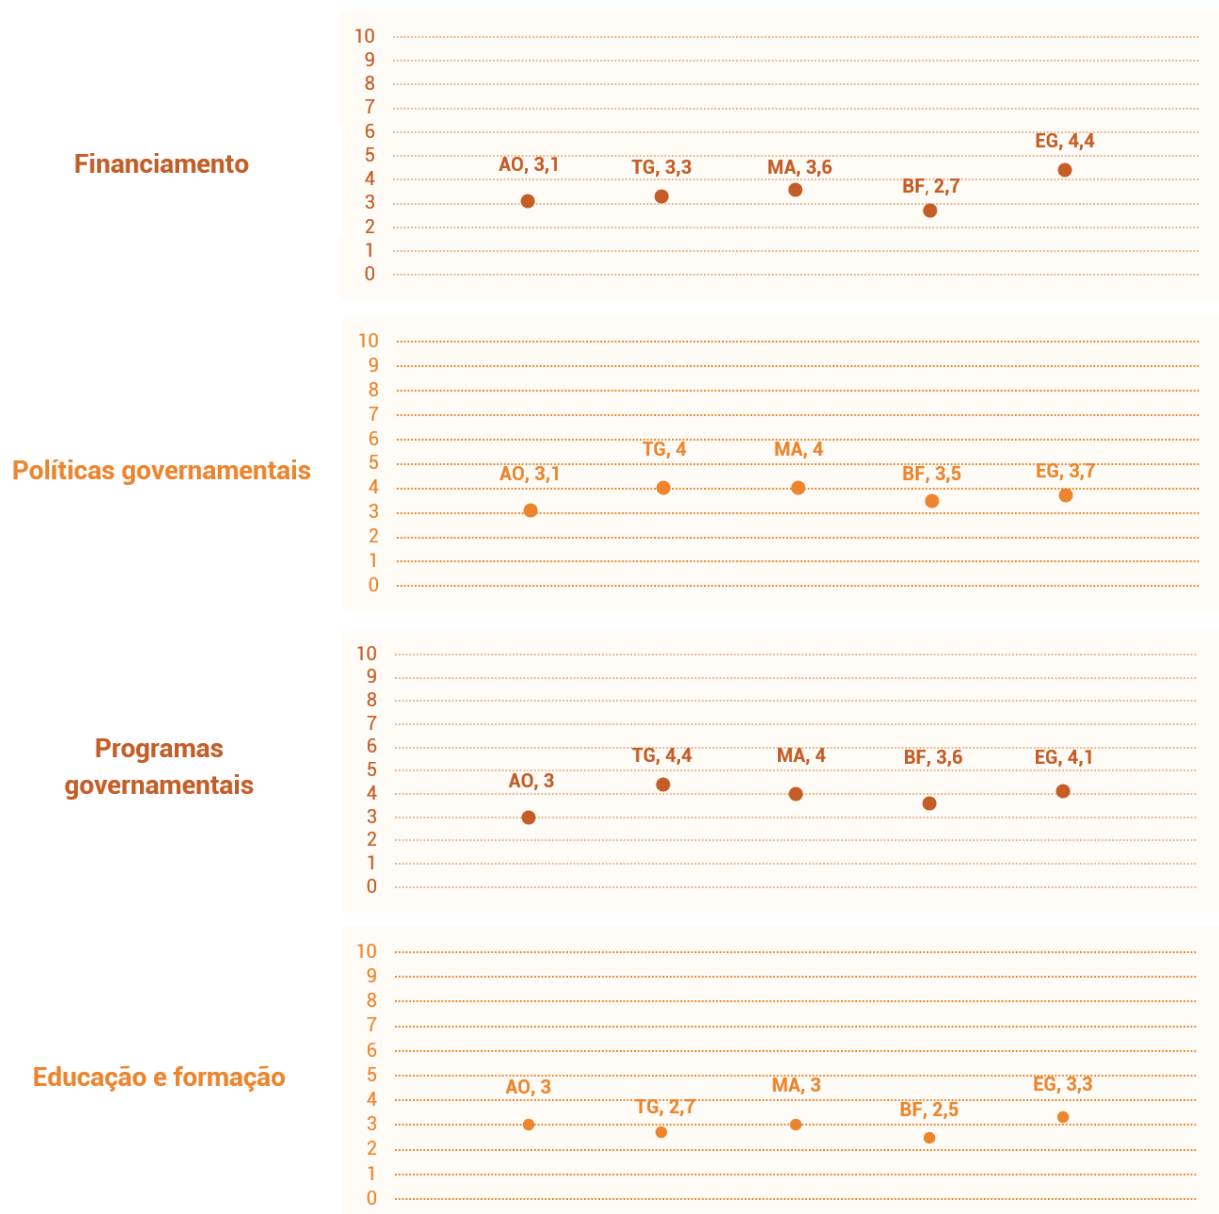 Financiamento
10
9
8
7
6
5
4
3
2
1
0
AO, 3,1
TG, 3,3
MA, 3,6
BF, 2,7
EG, 4,4
Políticas governamentais
10
9
8
7
6
5
4
3
2
1
0
AO, 3,1
TG, 4
MA, 4
BF, 3,5
EG, 3,7
Programas
governamentais
10
9
8
7
6
5
4
3
2
1
0
AO, 3
TG, 4,4
MA, 4
BF, 3,6
EG, 4,1
Educação e formação
10
9
8
7
6
5
4
3
2
1
0
AO, 3
TG, 2,7
MA, 3
BF, 2,5
EG, 3,3